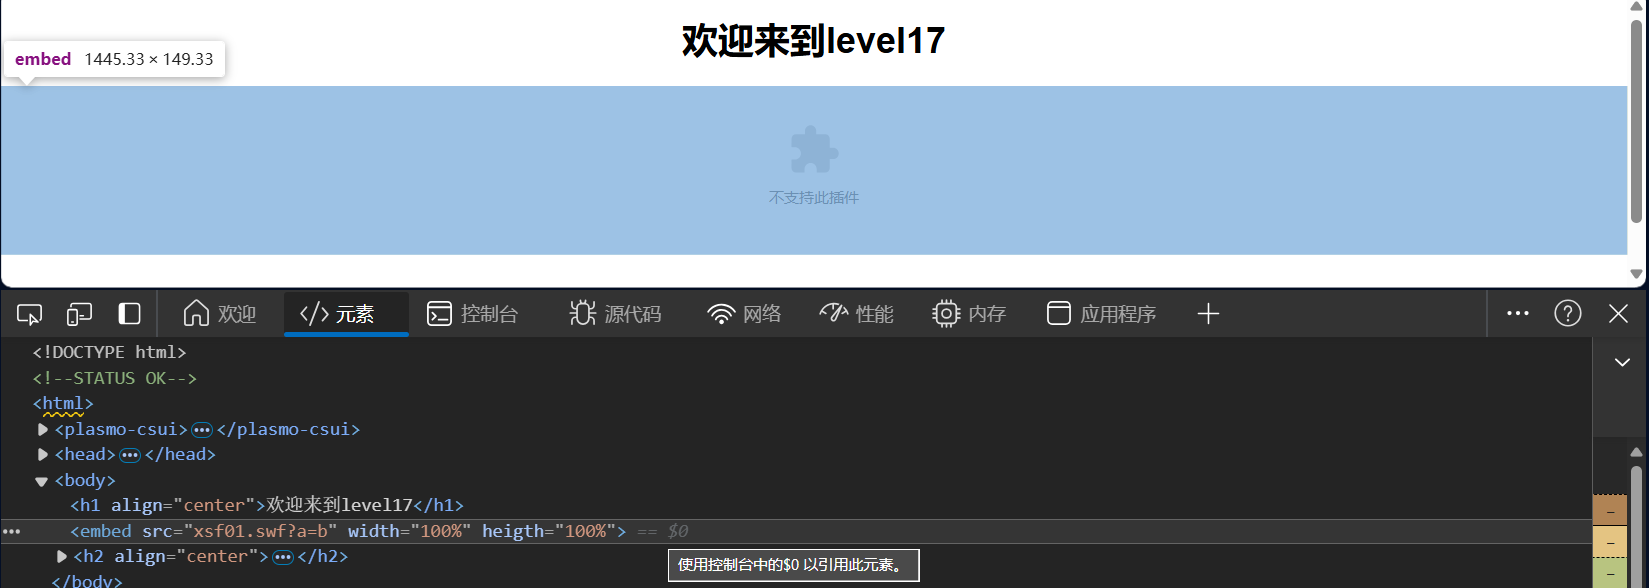 欢迎来到level17
embed 1445.33 × 149.33
不支持此插件
欢迎 元素 控制台 源代码 网络 性能 内存 应用程序
<!DOCTYPE html>
<!--STATUS OK-->
<html>
<plasmo-csui>…</plasmo-csui>
<head>…</head>
<body>
<h1 align="center">欢迎来到level17</h1>
<embed src="xsf01.swf?a=b" width="100%" heigth="100%"> == $0
<h2 align="center">…</h2>
使用控制台中的$0 以引用此元素。
</body>